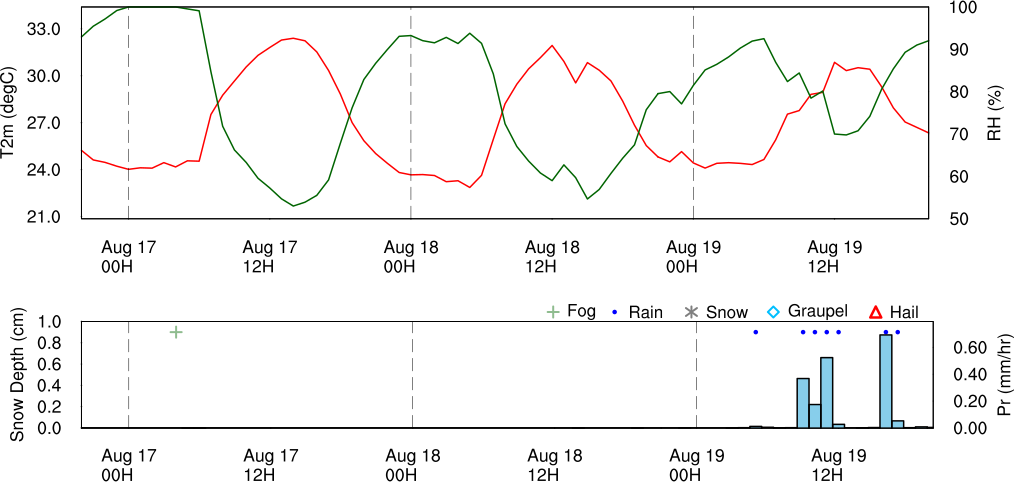 33.0
30.0
27.0
24.0
21.0
T2m (degC)
100
90
80
70
60
50
RH (%)
Aug 17 Aug 17 Aug 18 Aug 18 Aug 19 Aug 19
00H 12H 00H 12H 00H 12H
Fog Rain Snow Graupel Hail
1.0
0.8
0.6
0.4
0.2
0.0
Snow Depth (cm)
0.60
0.40
0.20
0.00
Pr (mm/hr)
Aug 17 Aug 17 Aug 18 Aug 18 Aug 19 Aug 19
00H 12H 00H 12H 00H 12H